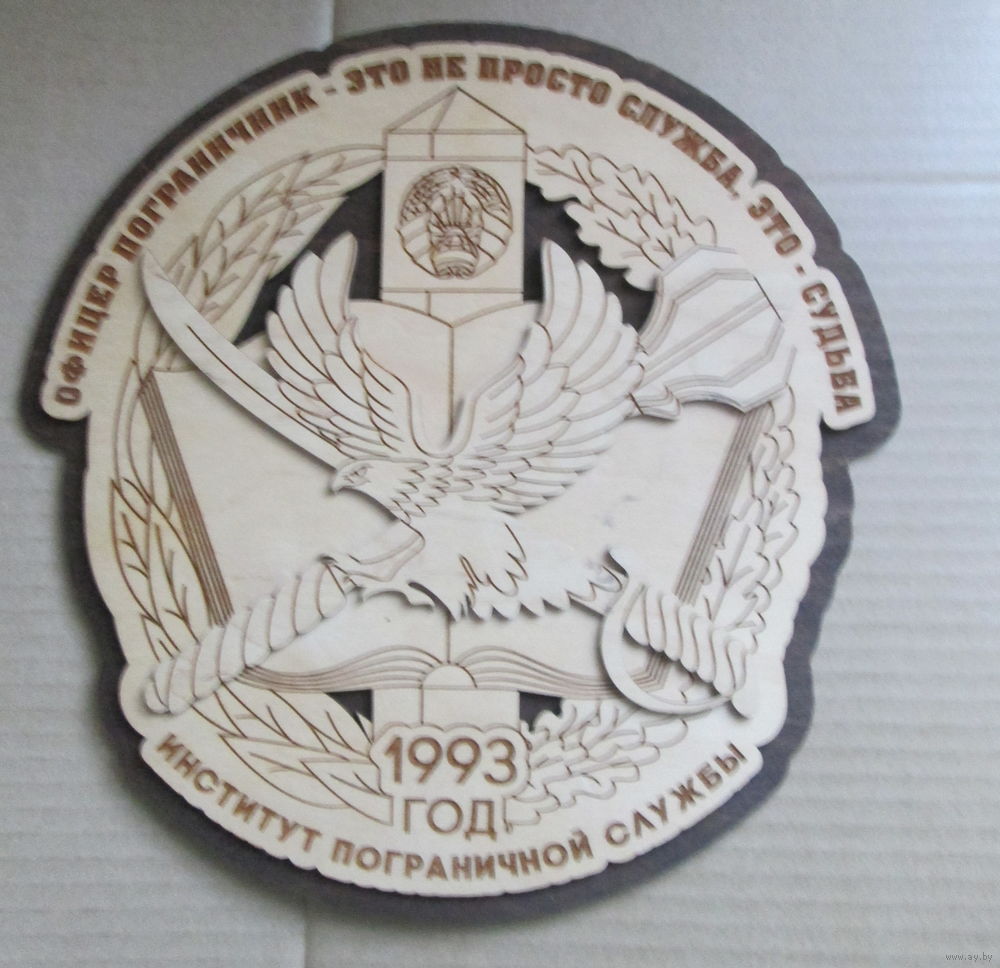 ОФИЦЕР ПОГРАНИЧНИК - ЭТО НЕ ПРОСТО СЛУЖБА, ЭТО - СУДЬБА
1993
ГОД
ИНСТИТУТ ПОГРАНИЧНОЙ СЛУЖБЫ
www.ay.by